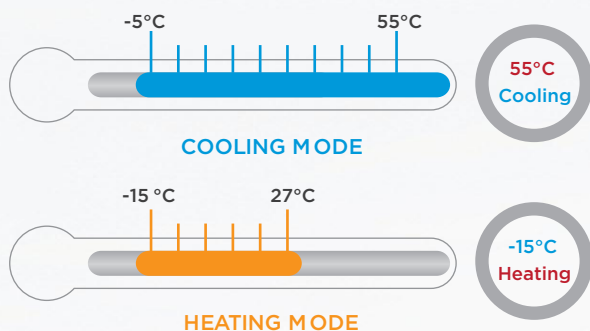 -5°C 55°C
55°C
Cooling
COOLING MODE
-15 °C 27°C
-15°C
Heating
HEATING MODE